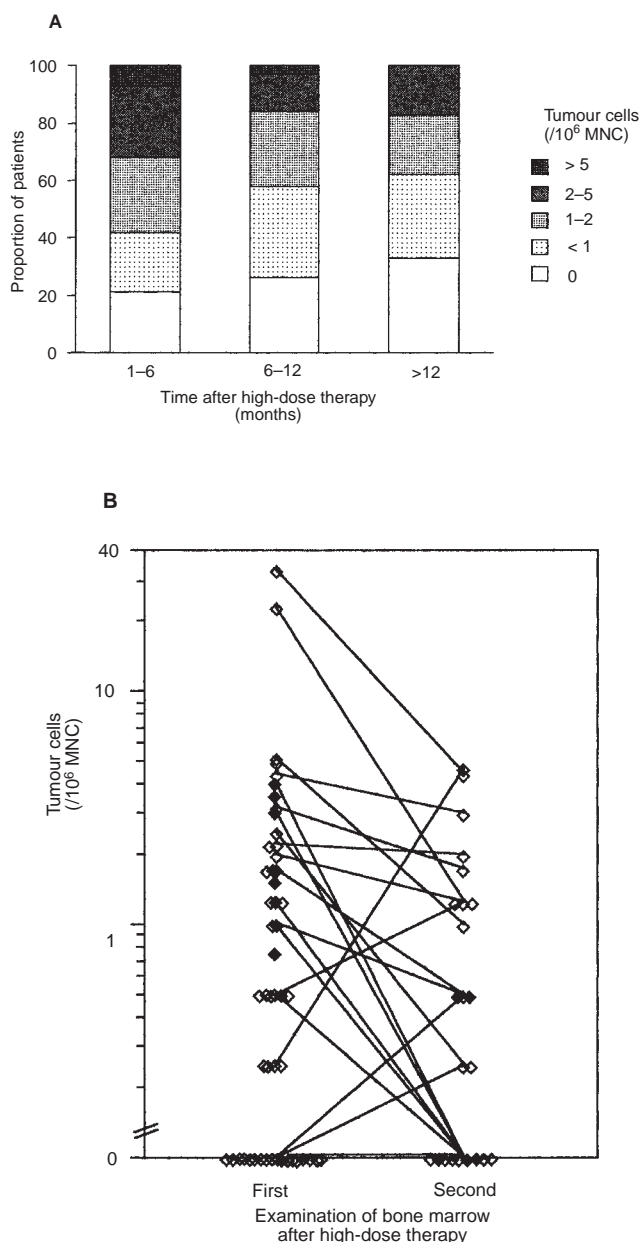 A
100
80
60
40
20
0
Proportion of patients
1–6
6–12
>12
Time after high-dose therapy
(months)
Tumour cells
(/10⁶ MNC)
> 5
2–5
1–2
< 1
0
B
40
10
1
0
Tumour cells
(/10⁶ MNC)
First
Second
Examination of bone marrow
after high-dose therapy